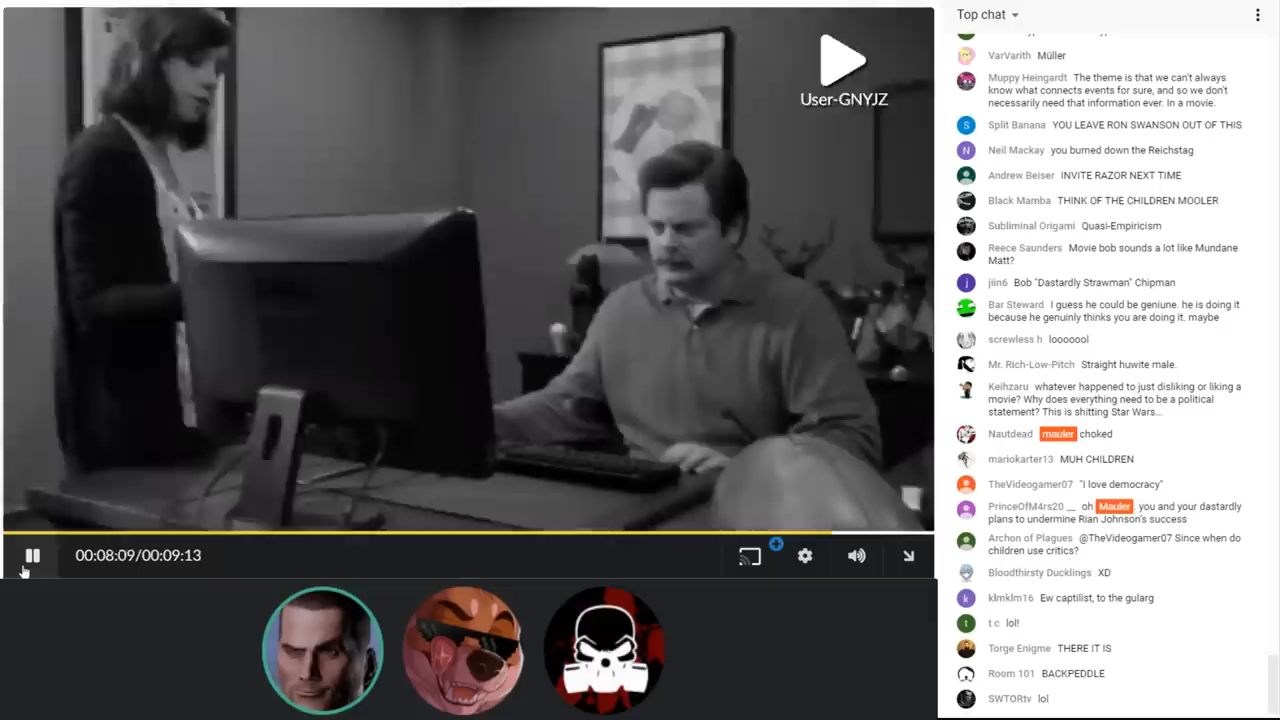 User-GNYJZ
00:08:09/00:09:13
Top chat
VarVarith Müller
Muppy Heingardt The theme is that we can't always
know what connects events for sure, and so we don't
necessarily need that information ever. In a movie.
Split Banana YOU LEAVE RON SWANSON OUT OF THIS
Neil Mackay you burned down the Reichstag
Andrew Beiser INVITE RAZOR NEXT TIME
Black Mamba THINK OF THE CHILDREN MOOLER
Subliminal Origami Quasi-Empiricism
Reece Saunders Movie bob sounds a lot like Mundane
Matt?
jiin6 Bob "Dastardly Strawman" Chipman
Bar Steward I guess he could be geniune. he is doing it
because he genuinly thinks you are doing it. maybe
screwless h looooool
Mr. Rich-Low-Pitch Straight huwite male.
Keihzaru whatever happened to just disliking or liking a
movie? Why does everything need to be a political
statement? This is shitting Star Wars...
Nautdead mauler choked
mariokarter13 MUH CHILDREN
TheVideogamer07 "I love democracy"
PrinceOfM4rs20 __ oh Mauler. you and your dastardly
plans to undermine Rian Johnson's success
Archon of Plagues @TheVideogamer07 Since when do
children use critics?
Bloodthirsty Ducklings XD
klmklm16 Ew captilist, to the gularg
t c lol!
Torge Enigme THERE IT IS
Room 101 BACKPEDDLE
SWTORtv lol